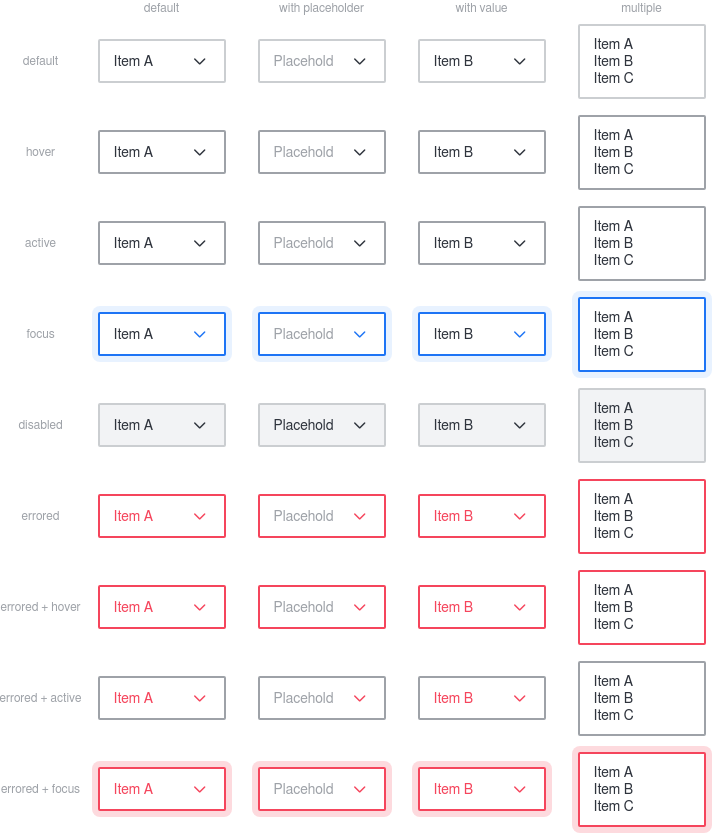 default with placeholder with value multiple
default Item A Placehold Item B Item A
Item B
Item C
hover Item A Placehold Item B Item A
Item B
Item C
active Item A Placehold Item B Item A
Item B
Item C
focus Item A Placehold Item B Item A
Item B
Item C
disabled Item A Placehold Item B Item A
Item B
Item C
errored Item A Placehold Item B Item A
Item B
Item C
errored + hover Item A Placehold Item B Item A
Item B
Item C
errored + active Item A Placehold Item B Item A
Item B
Item C
errored + focus Item A Placehold Item B Item A
Item B
Item C